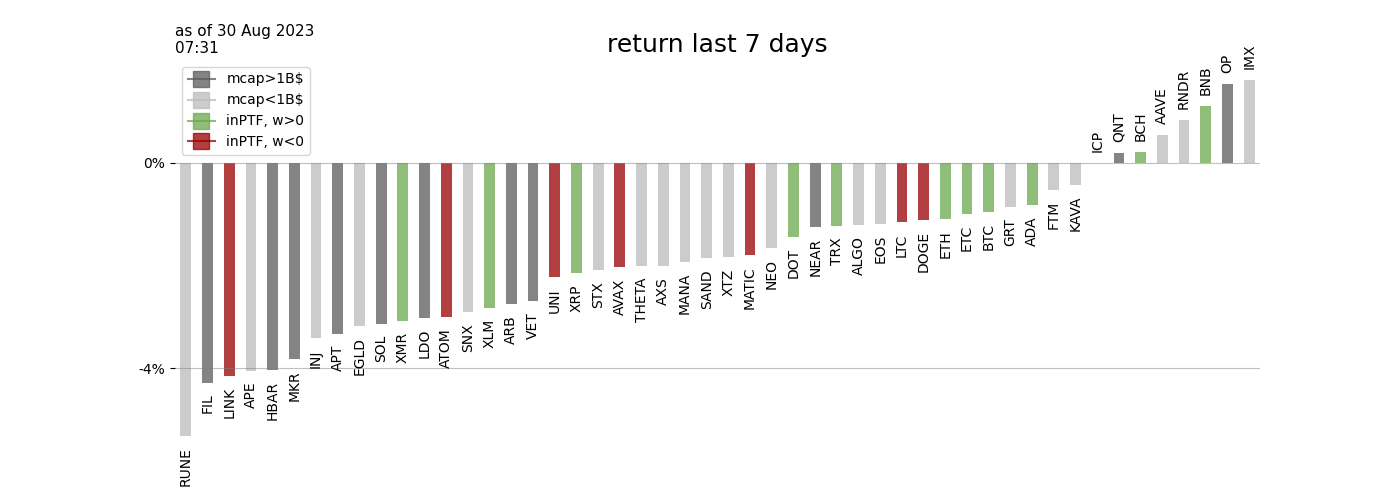 as of 30 Aug 2023
07:31
return last 7 days
mcap>1B$
mcap<1B$
inPTF, w>0
inPTF, w<0
0%
-4%
RUNE
FIL
LINK
APE
HBAR
MKR
INJ
APT
EGLD
SOL
XMR
LDO
ATOM
SNX
XLM
ARB
VET
UNI
XRP
STX
AVAX
THETA
AXS
MANA
SAND
XTZ
MATIC
NEO
DOT
NEAR
TRX
ALGO
EOS
LTC
DOGE
ETH
ETC
BTC
GRT
ADA
FTM
KAVA
ICP
QNT
BCH
AAVE
RNDR
BNB
OP
IMX